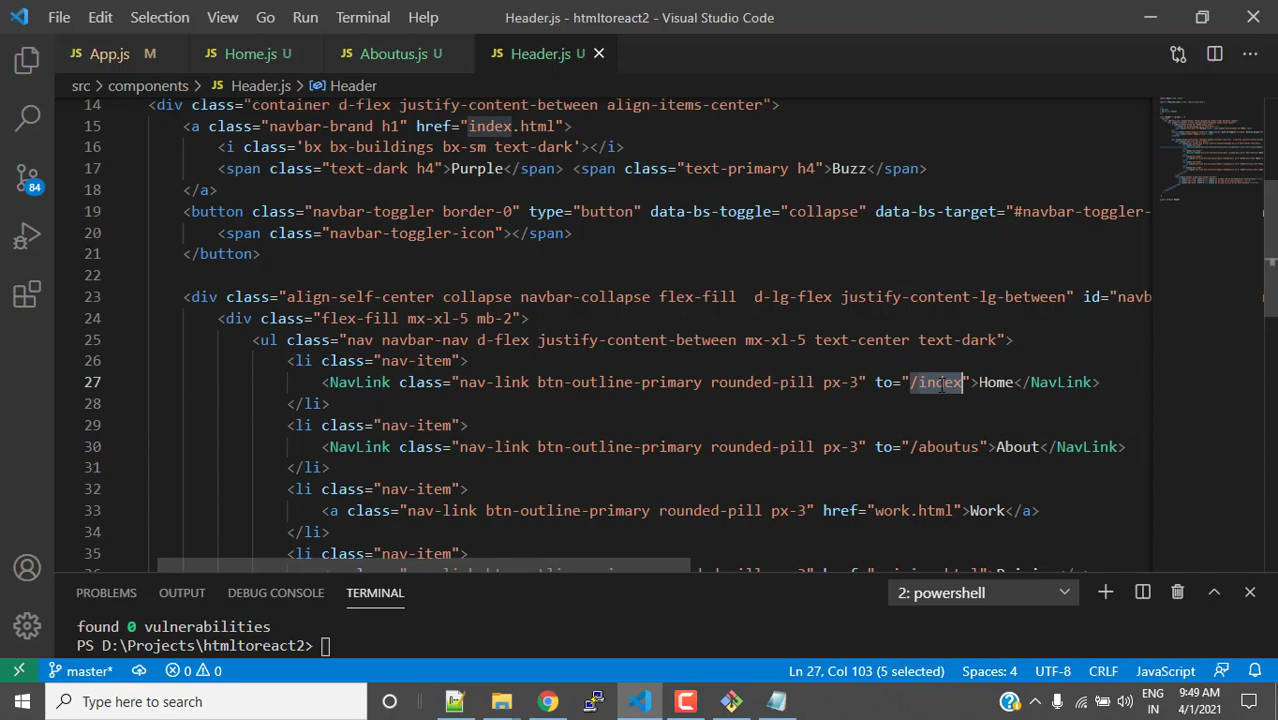 File Edit Selection View Go Run Terminal Help Header.js - htmltoreact2 - Visual Studio Code
JS App.js M JS Home.js U JS Aboutus.js U JS Header.js U
src > components > JS Header.js > Header
14 <div class="container d-flex justify-content-between align-items-center">
15 <a class="navbar-brand h1" href="index.html">
16 <i class='bx bx-buildings bx-sm text-dark'></i>
17 <span class="text-dark h4">Purple</span> <span class="text-primary h4">Buzz</span>
18 </a>
19 <button class="navbar-toggler border-0" type="button" data-bs-toggle="collapse" data-bs-target="#navbar-toggler-
20 <span class="navbar-toggler-icon"></span>
21 </button>
22
23 <div class="align-self-center collapse navbar-collapse flex-fill  d-lg-flex justify-content-lg-between" id="navb
24 <div class="flex-fill mx-xl-5 mb-2">
25 <ul class="nav navbar-nav d-flex justify-content-between mx-xl-5 text-center text-dark">
26 <li class="nav-item">
27 <NavLink class="nav-link btn-outline-primary rounded-pill px-3" to="/index">Home</NavLink>
28 </li>
29 <li class="nav-item">
30 <NavLink class="nav-link btn-outline-primary rounded-pill px-3" to="/aboutus">About</NavLink>
31 </li>
32 <li class="nav-item">
33 <a class="nav-link btn-outline-primary rounded-pill px-3" href="work.html">Work</a>
34 </li>
35 <li class="nav-item">
84
PROBLEMS OUTPUT DEBUG CONSOLE TERMINAL 2: powershell
found 0 vulnerabilities
PS D:\Projects\htmltoreact2>
master* 0 0 Ln 27, Col 103 (5 selected) Spaces: 4 UTF-8 CRLF JavaScript
Type here to search ENG IN 9:49 AM 4/1/2021